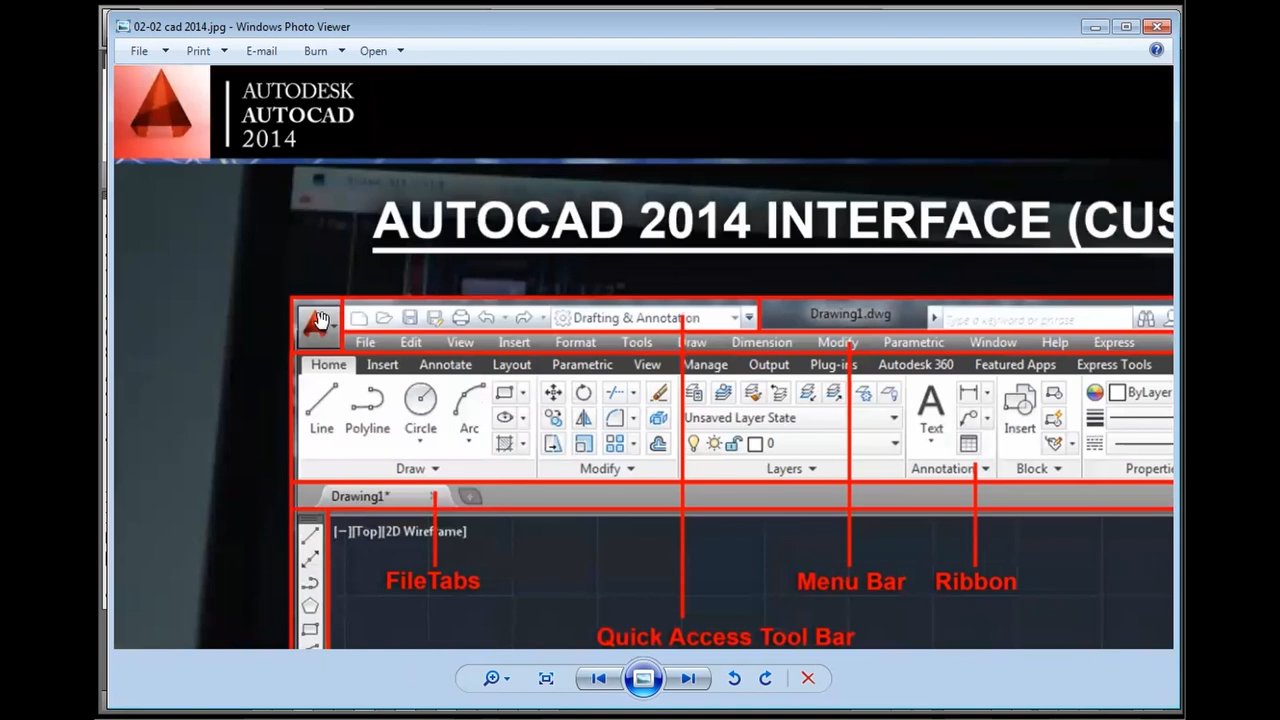 02-02 cad 2014.jpg - Windows Photo Viewer
File Print E-mail Burn Open
AUTODESK
AUTOCAD
2014
AUTOCAD 2014 INTERFACE (CUS
Drafting & Annotation Drawing1.dwg Type a keyword or phrase
File Edit View Insert Format Tools Draw Dimension Modify Parametric Window Help Express
Home Insert Annotate Layout Parametric View Manage Output Plug-ins Autodesk 360 Featured Apps Express Tools
ByLayer
Unsaved Layer State
Line Polyline Circle Arc Text Insert
0
Draw Modify Layers Annotation Block Properti
Drawing1*
[−][Top][2D Wireframe]
FileTabs Menu Bar Ribbon
Quick Access Tool Bar